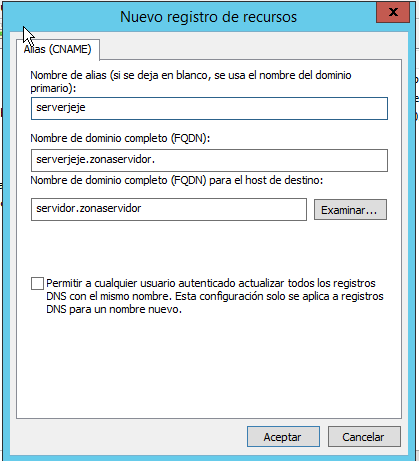 Nuevo registro de recursos
x
Alias (CNAME)
Nombre de alias (si se deja en blanco, se usa el nombre del dominio
primario):
serverjeje
Nombre de dominio completo (FQDN):
serverjeje.zonaservidor.
Nombre de dominio completo (FQDN) para el host de destino:
servidor.zonaservidor
Examinar...
Permitir a cualquier usuario autenticado actualizar todos los registros
DNS con el mismo nombre. Esta configuración solo se aplica a registros
DNS para un nombre nuevo.
Aceptar
Cancelar